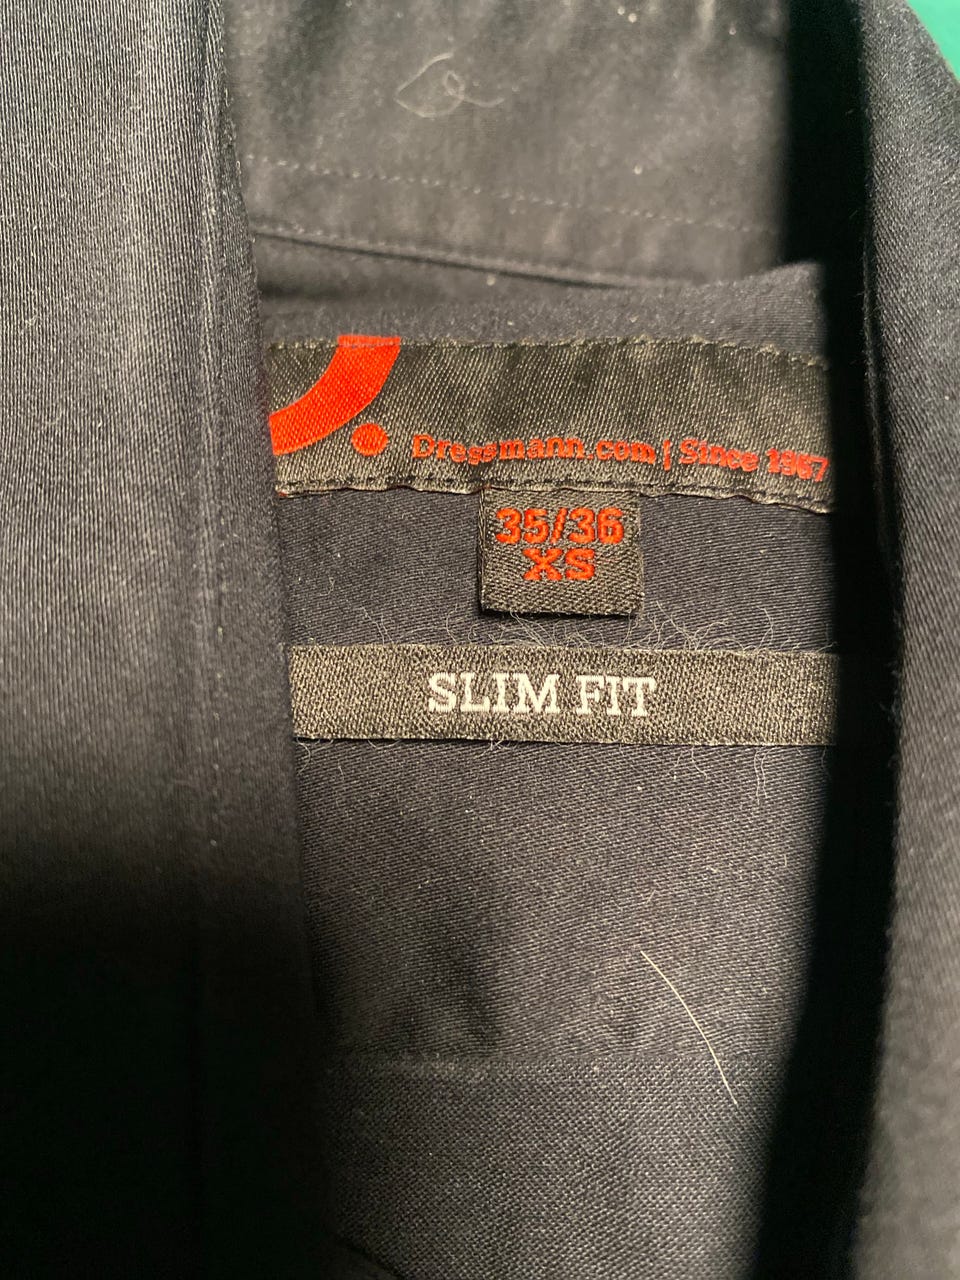 Dressmann.com | Since 1967
35/36
XS
SLIM FIT